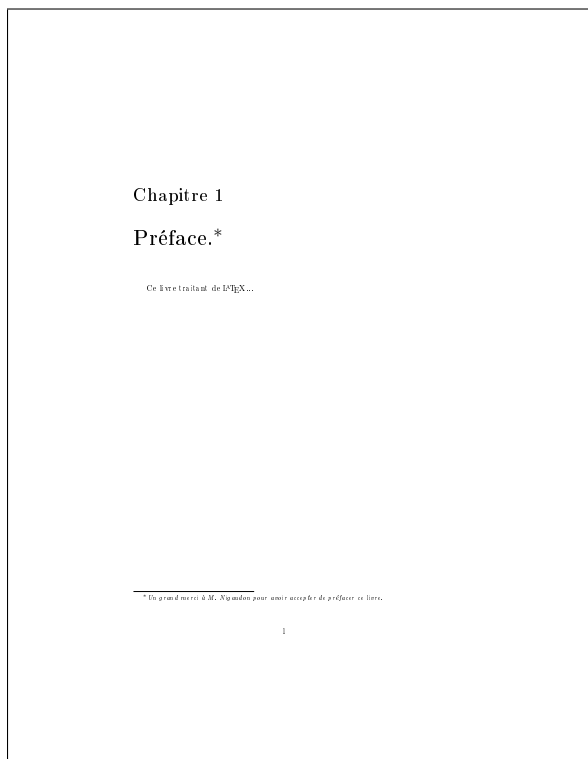 Chapitre 1
Préface.*
Ce livre traitant de LATEX...
* Un grand merci à M. Nigaudon pour avoir accepter de préfacer ce livre.
1